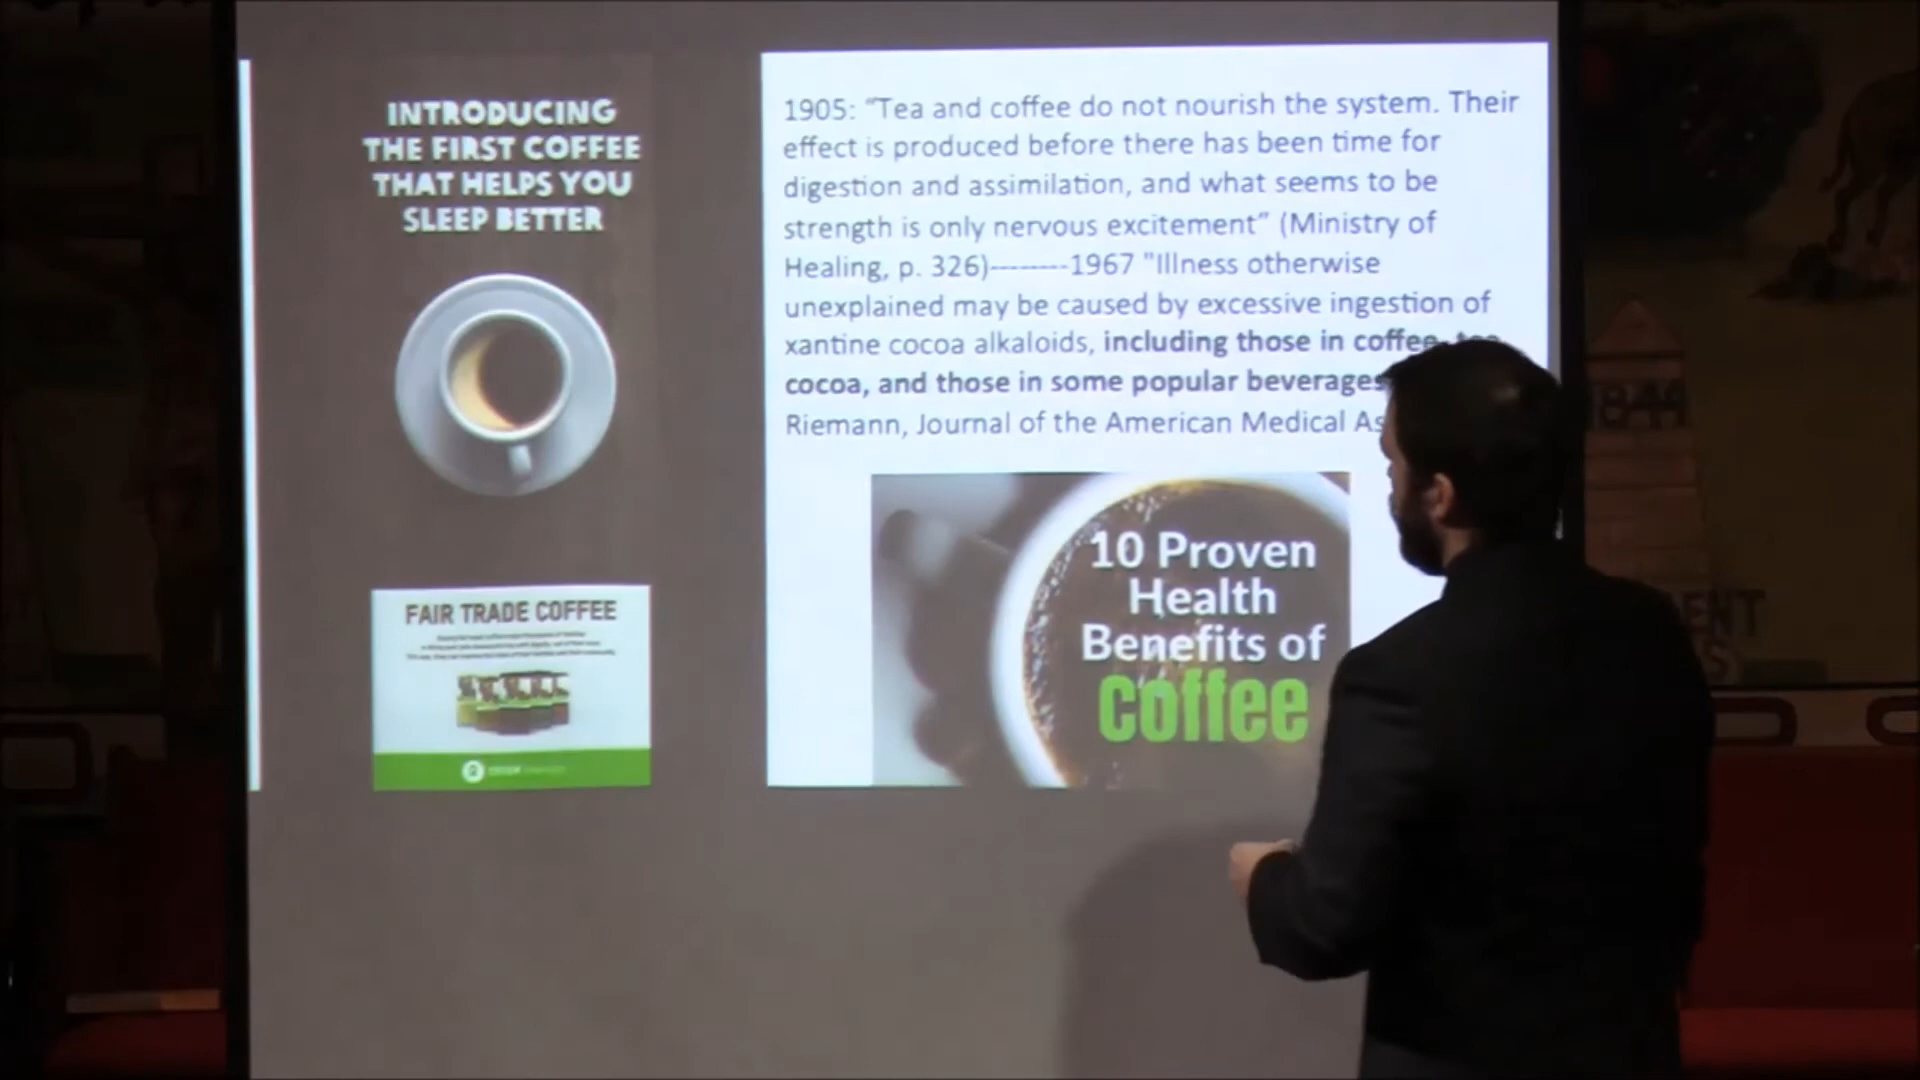 INTRODUCING
THE FIRST COFFEE
THAT HELPS YOU
SLEEP BETTER
FAIR TRADE COFFEE
1905: "Tea and coffee do not nourish the system. Their
effect is produced before there has been time for
digestion and assimilation, and what seems to be
strength is only nervous excitement" (Ministry of
Healing, p. 326)--------1967 "Illness otherwise
unexplained may be caused by excessive ingestion of
xantine cocoa alkaloids, including those in coffee,
cocoa, and those in some popular beverages
Riemann, Journal of the American Medical As
10 Proven
Health
Benefits of
coffee
1844